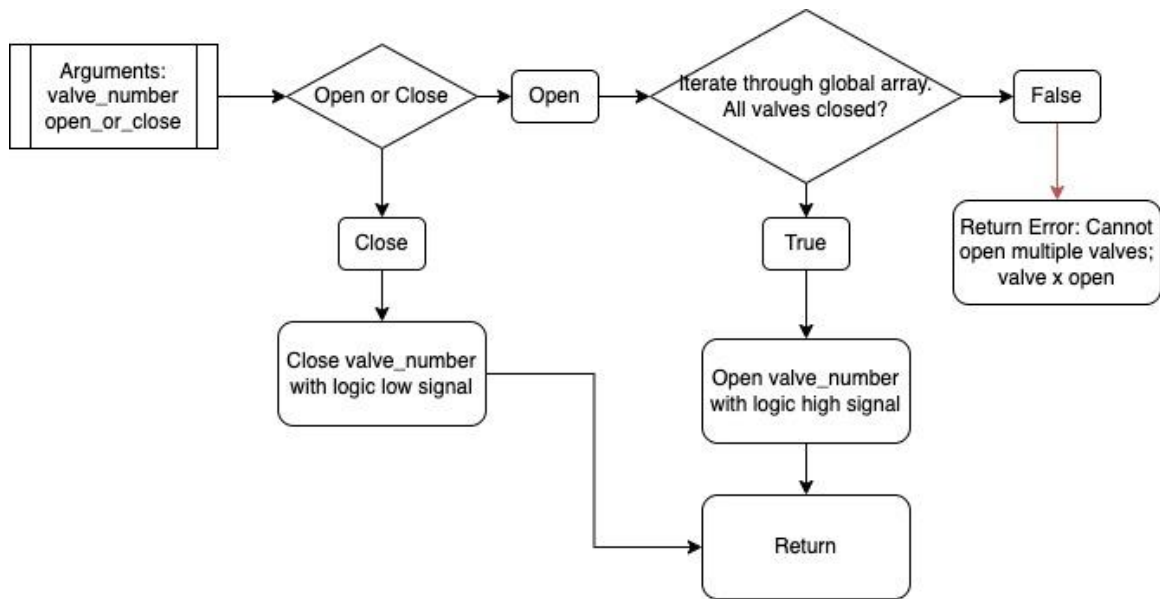 Arguments:
valve_number
open_or_close
Open or Close
Open
Iterate through global array.
All valves closed?
False
Close
True
Return Error: Cannot
open multiple valves;
valve x open
Close valve_number
with logic low signal
Open valve_number
with logic high signal
Return